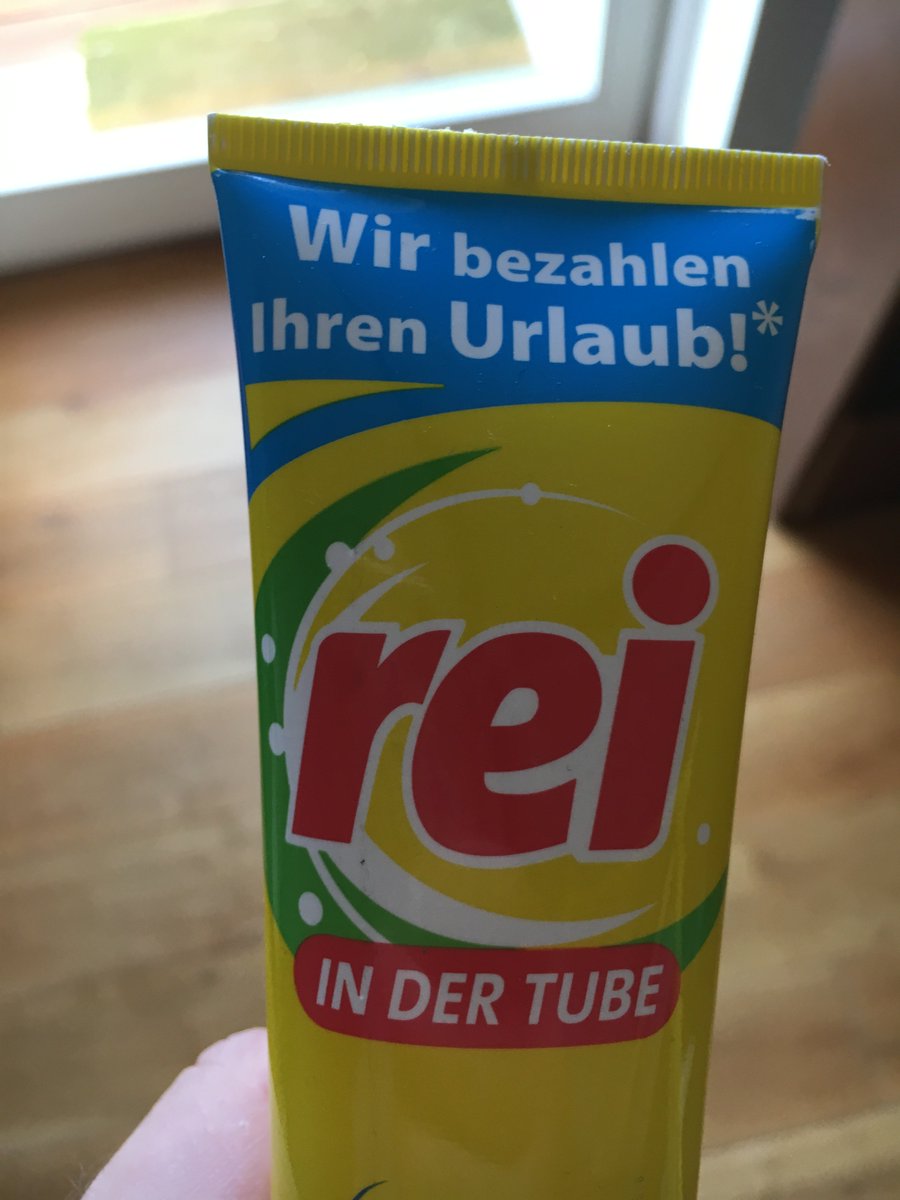 Wir bezahlen
Ihren Urlaub!*
rei
IN DER TUBE